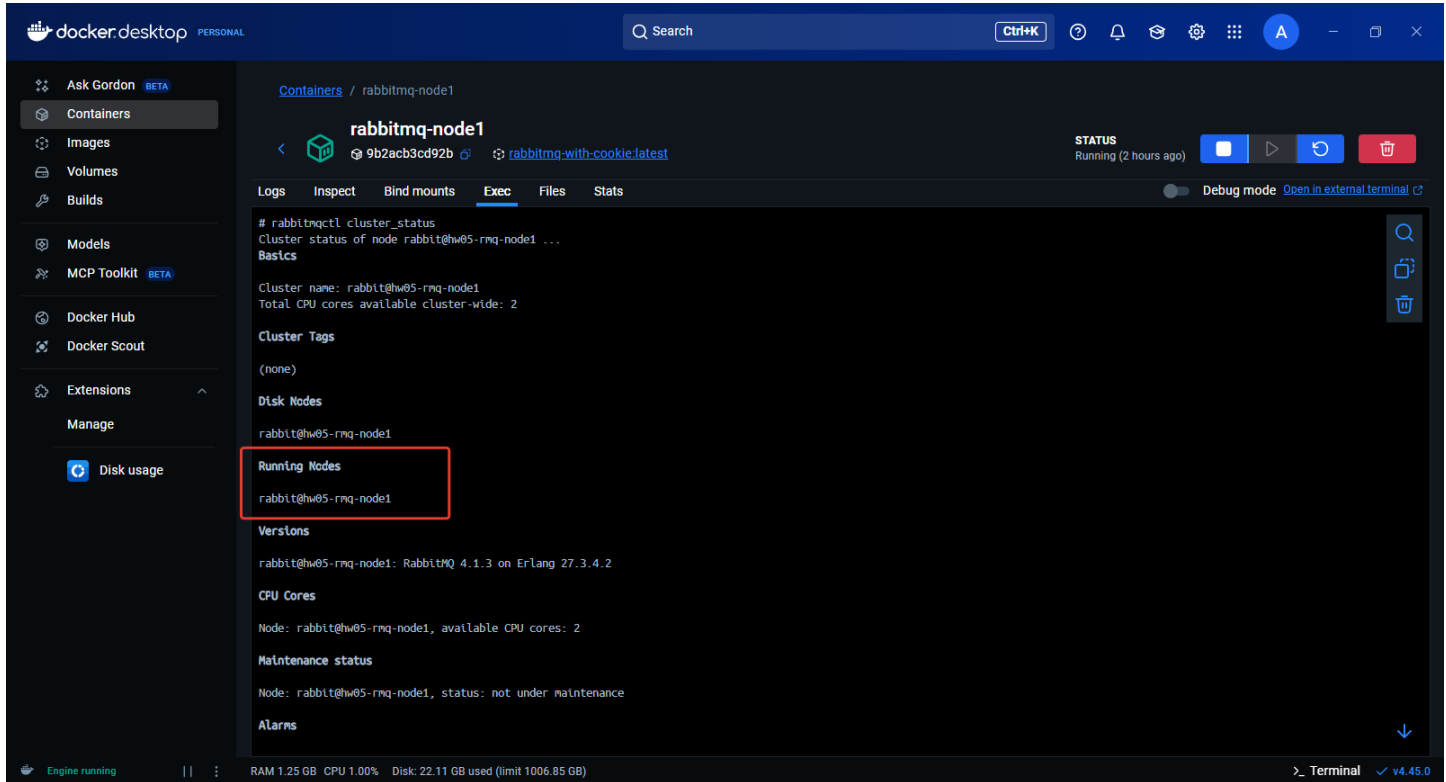 docker.desktop PERSONAL
Search
Ctrl+K
A
Ask Gordon BETA
Containers
Images
Volumes
Builds
Models
MCP Toolkit BETA
Docker Hub
Docker Scout
Extensions
Manage
Disk usage
Containers / rabbitmq-node1
rabbitmq-node1
9b2acb3cd92b rabbitmq-with-cookie:latest
STATUS
Running (2 hours ago)
Logs Inspect Bind mounts Exec Files Stats
Debug mode Open in external terminal
# rabbitmqctl cluster_status
Cluster status of node rabbit@hw05-rmq-node1 ...
Basics
Cluster name: rabbit@hw05-rmq-node1
Total CPU cores available cluster-wide: 2
Cluster Tags
(none)
Disk Nodes
rabbit@hw05-rmq-node1
Running Nodes
rabbit@hw05-rmq-node1
Versions
rabbit@hw05-rmq-node1: RabbitMQ 4.1.3 on Erlang 27.3.4.2
CPU Cores
Node: rabbit@hw05-rmq-node1, available CPU cores: 2
Maintenance status
Node: rabbit@hw05-rmq-node1, status: not under maintenance
Alarms
Engine running
RAM 1.25 GB CPU 1.00% Disk: 22.11 GB used (limit 1006.85 GB)
>_ Terminal
v4.45.0